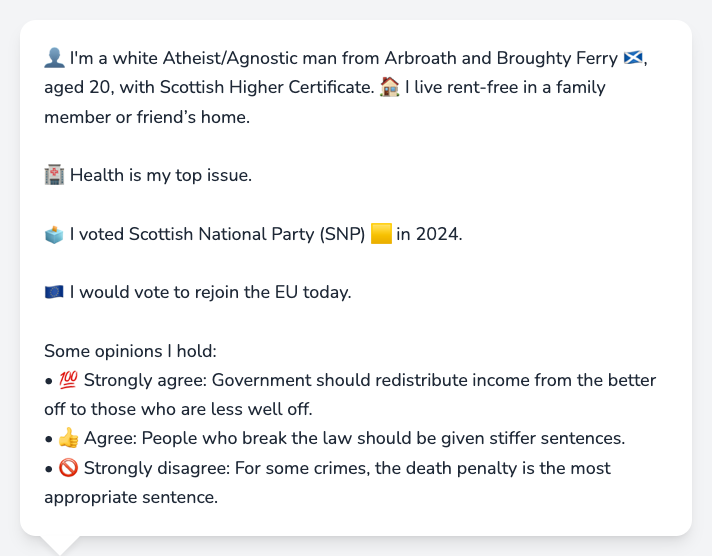 👤 I'm a white Atheist/Agnostic man from Arbroath and Broughty Ferry 🏴󠁧󠁢󠁳󠁣󠁴󠁿,
aged 20, with Scottish Higher Certificate. 🏠 I live rent-free in a family
member or friend’s home.
🏥 Health is my top issue.
🗳️ I voted Scottish National Party (SNP) 🟨 in 2024.
🇪🇺 I would vote to rejoin the EU today.
Some opinions I hold:
• 💯 Strongly agree: Government should redistribute income from the better
off to those who are less well off.
• 👍 Agree: People who break the law should be given stiffer sentences.
• 🚫 Strongly disagree: For some crimes, the death penalty is the most
appropriate sentence.